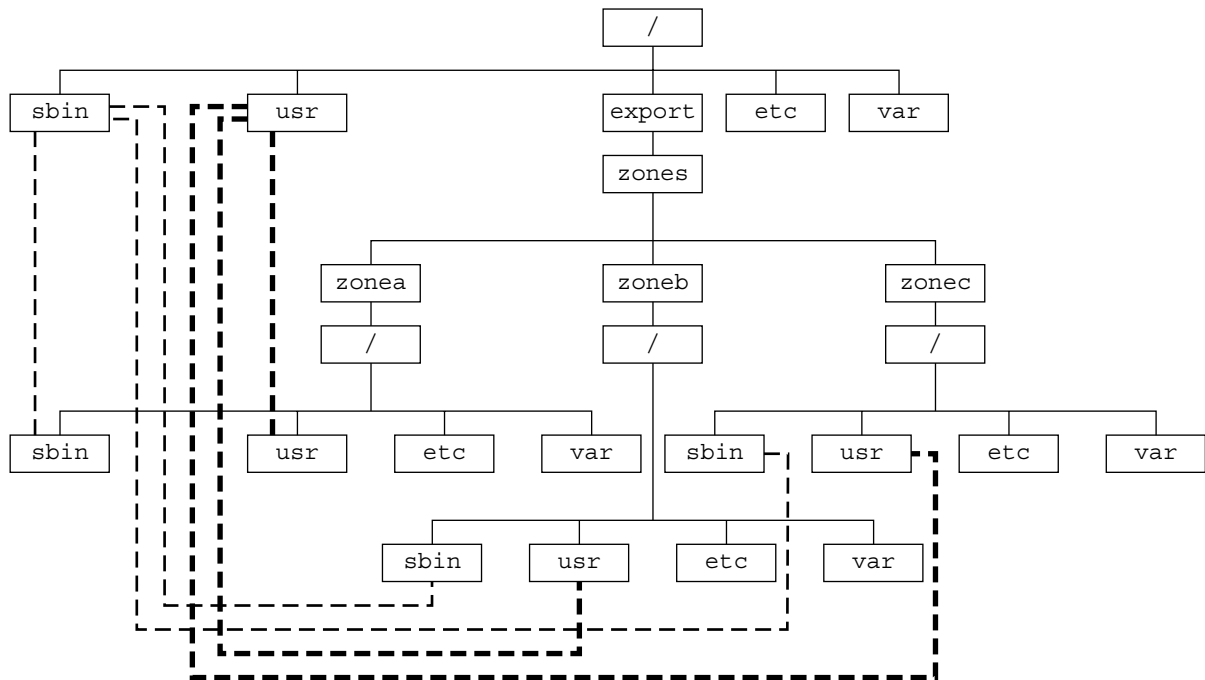 /
sbin
usr
export
etc
var
zones
zonea
zoneb
zonec
/
/
/
sbin
usr
etc
var
sbin
usr
etc
var
sbin
usr
etc
var